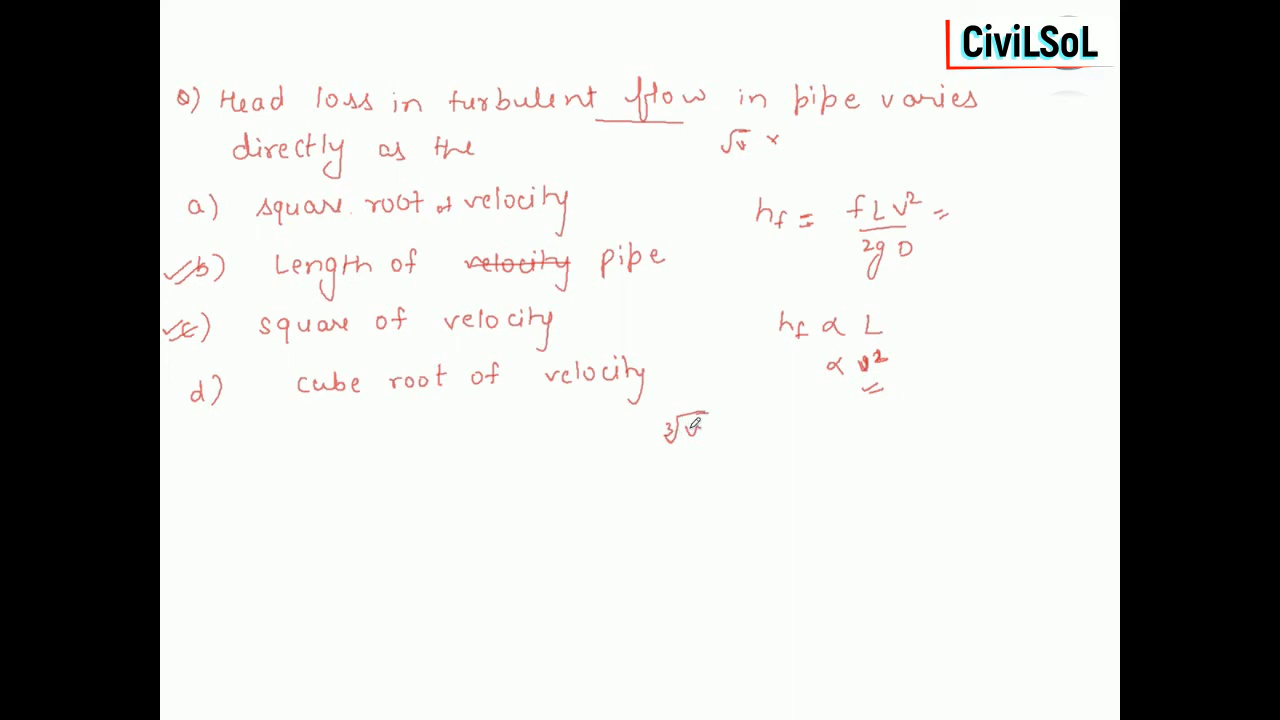 CiviLSoL
Q) Head loss in turbulent flow in pipe varies
directly as the
√v ×
a) square root of velocity
b) Length of velocity pipe
c) square of velocity
d) cube root of velocity
∛v
hf = fLv² =
2gD
hf ∝ L
∝ v²